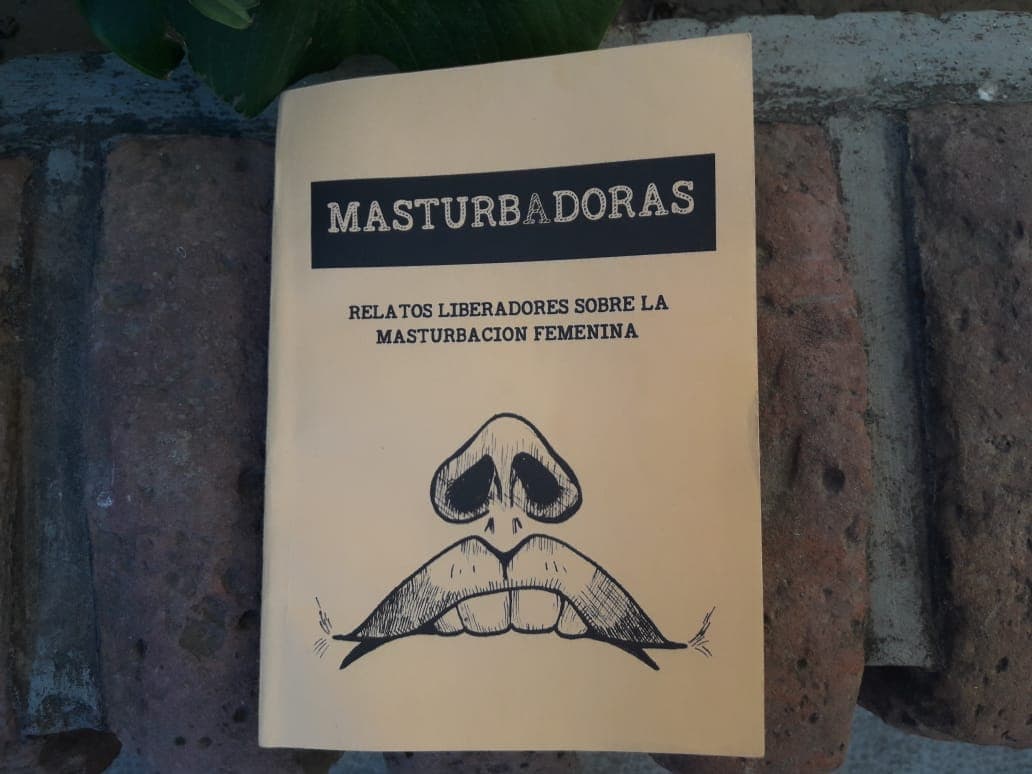 MASTURBADORAS
RELATOS LIBERADORES SOBRE LA
MASTURBACION FEMENINA